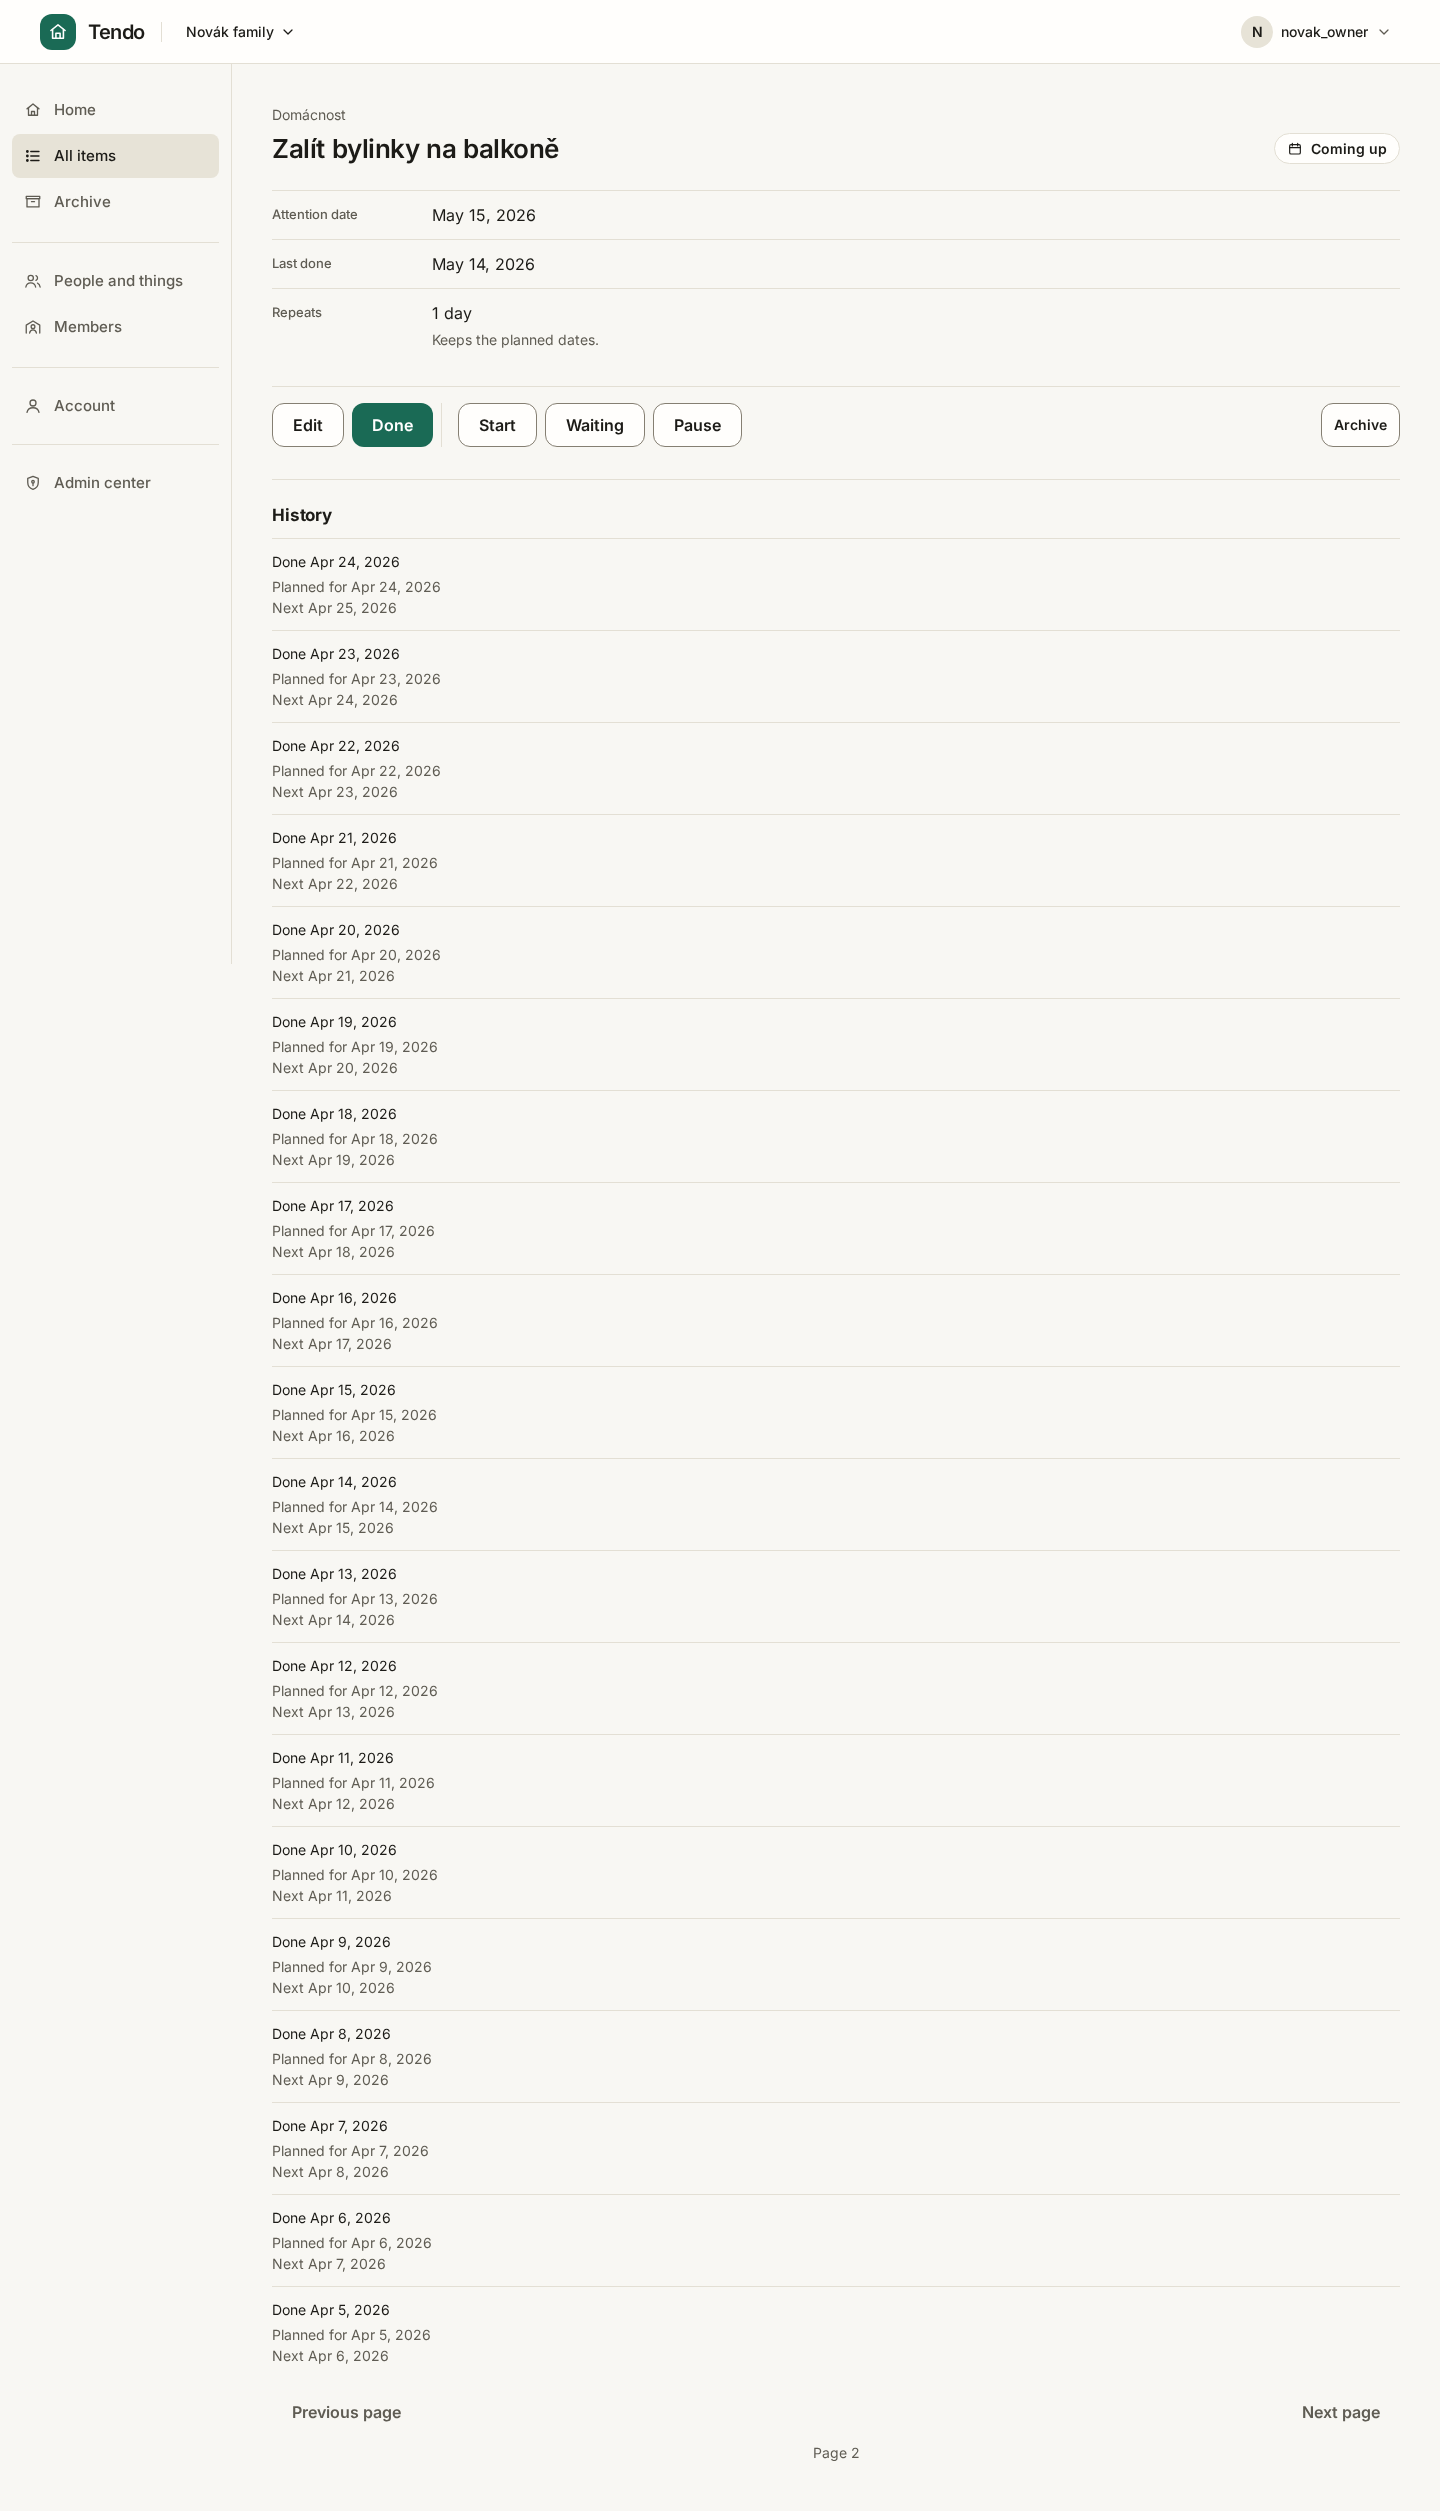 Tendo
Novák family
N
novak_owner
Home
All items
Archive
People and things
Members
Account
Admin center
Domácnost
Zalít bylinky na balkoně
Coming up
Attention date
May 15, 2026
Last done
May 14, 2026
Repeats
1 day
Keeps the planned dates.
Edit
Done
Start
Waiting
Pause
Archive
History
Done Apr 24, 2026
Planned for Apr 24, 2026
Next Apr 25, 2026
Done Apr 23, 2026
Planned for Apr 23, 2026
Next Apr 24, 2026
Done Apr 22, 2026
Planned for Apr 22, 2026
Next Apr 23, 2026
Done Apr 21, 2026
Planned for Apr 21, 2026
Next Apr 22, 2026
Done Apr 20, 2026
Planned for Apr 20, 2026
Next Apr 21, 2026
Done Apr 19, 2026
Planned for Apr 19, 2026
Next Apr 20, 2026
Done Apr 18, 2026
Planned for Apr 18, 2026
Next Apr 19, 2026
Done Apr 17, 2026
Planned for Apr 17, 2026
Next Apr 18, 2026
Done Apr 16, 2026
Planned for Apr 16, 2026
Next Apr 17, 2026
Done Apr 15, 2026
Planned for Apr 15, 2026
Next Apr 16, 2026
Done Apr 14, 2026
Planned for Apr 14, 2026
Next Apr 15, 2026
Done Apr 13, 2026
Planned for Apr 13, 2026
Next Apr 14, 2026
Done Apr 12, 2026
Planned for Apr 12, 2026
Next Apr 13, 2026
Done Apr 11, 2026
Planned for Apr 11, 2026
Next Apr 12, 2026
Done Apr 10, 2026
Planned for Apr 10, 2026
Next Apr 11, 2026
Done Apr 9, 2026
Planned for Apr 9, 2026
Next Apr 10, 2026
Done Apr 8, 2026
Planned for Apr 8, 2026
Next Apr 9, 2026
Done Apr 7, 2026
Planned for Apr 7, 2026
Next Apr 8, 2026
Done Apr 6, 2026
Planned for Apr 6, 2026
Next Apr 7, 2026
Done Apr 5, 2026
Planned for Apr 5, 2026
Next Apr 6, 2026
Previous page
Next page
Page 2